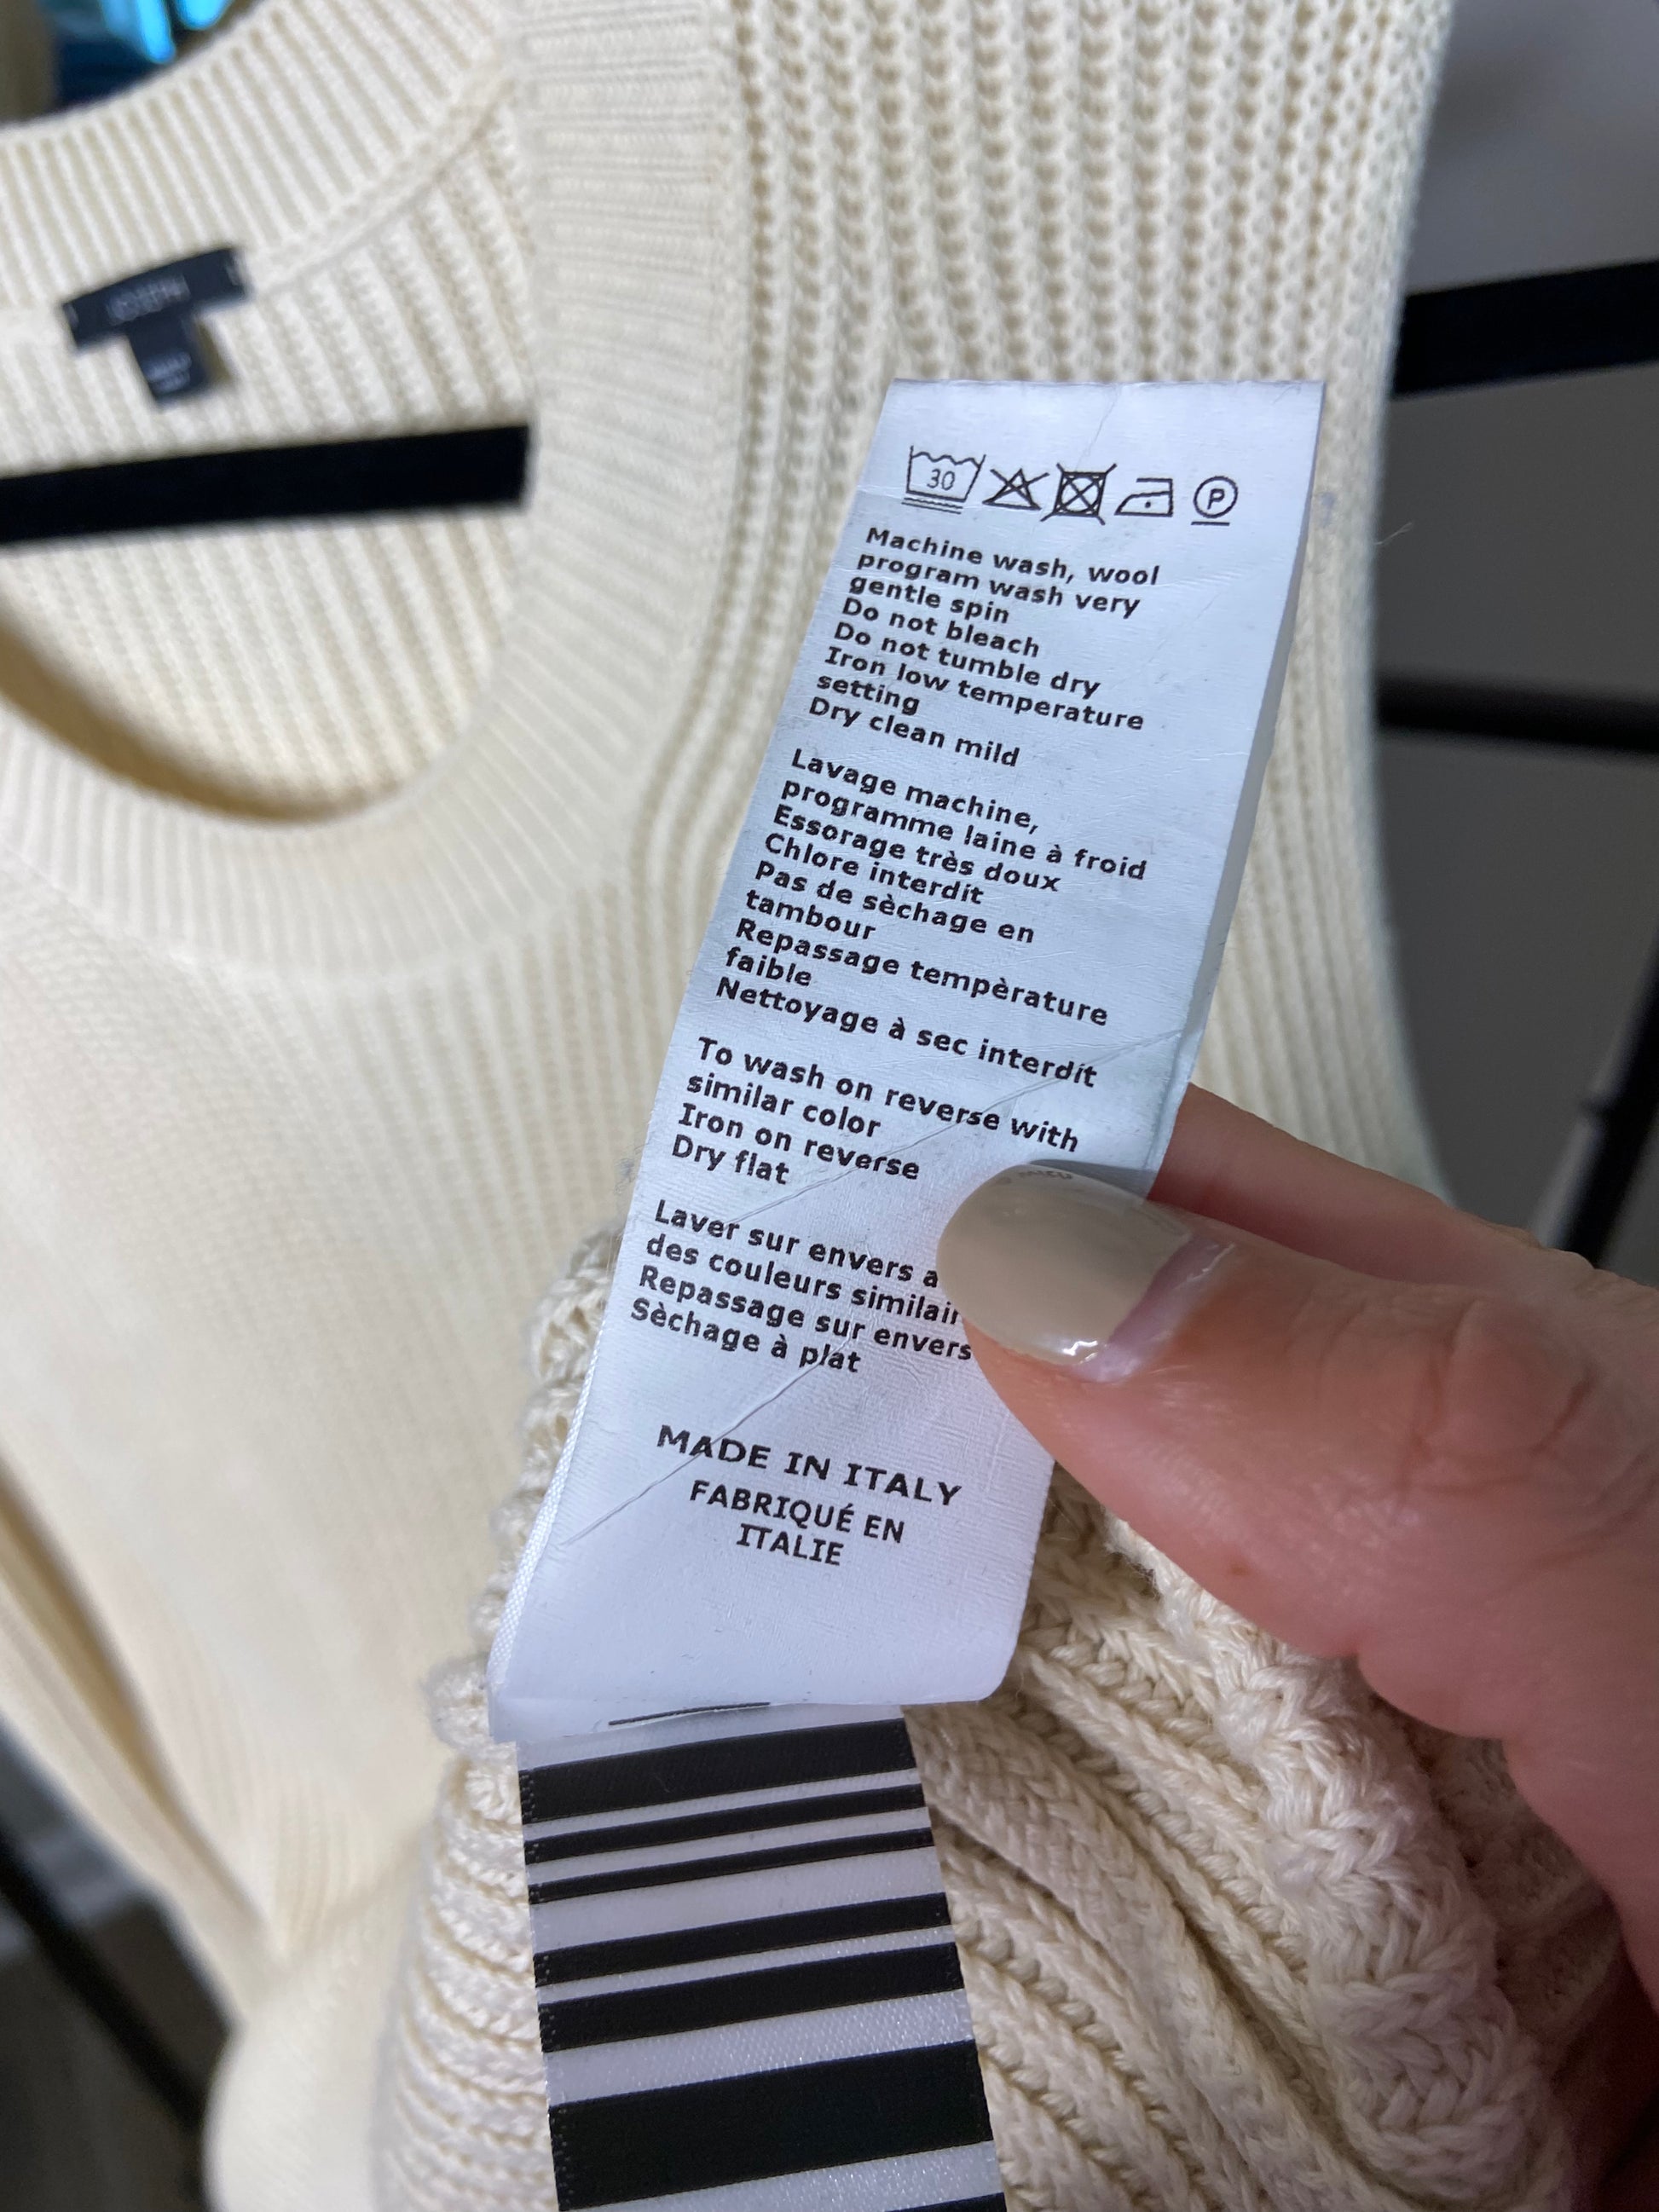 JOSEPH
30
P
Machine wash, wool
program wash very
gentle spin
Do not bleach
Do not tumble dry
Iron low temperature
setting
Dry clean mild
Lavage machine,
programme laine à froid
Essorage très doux
Chlore interdit
Pas de sèchage en
tambour
Repassage tempèrature
faible
Nettoyage à sec interdit
To wash on reverse with
similar color
Iron on reverse
Dry flat
Laver sur envers
des couleurs
Repassage sur envers
Sèchage à plat
MADE IN ITALY
FABRIQUÉ EN
ITALIE